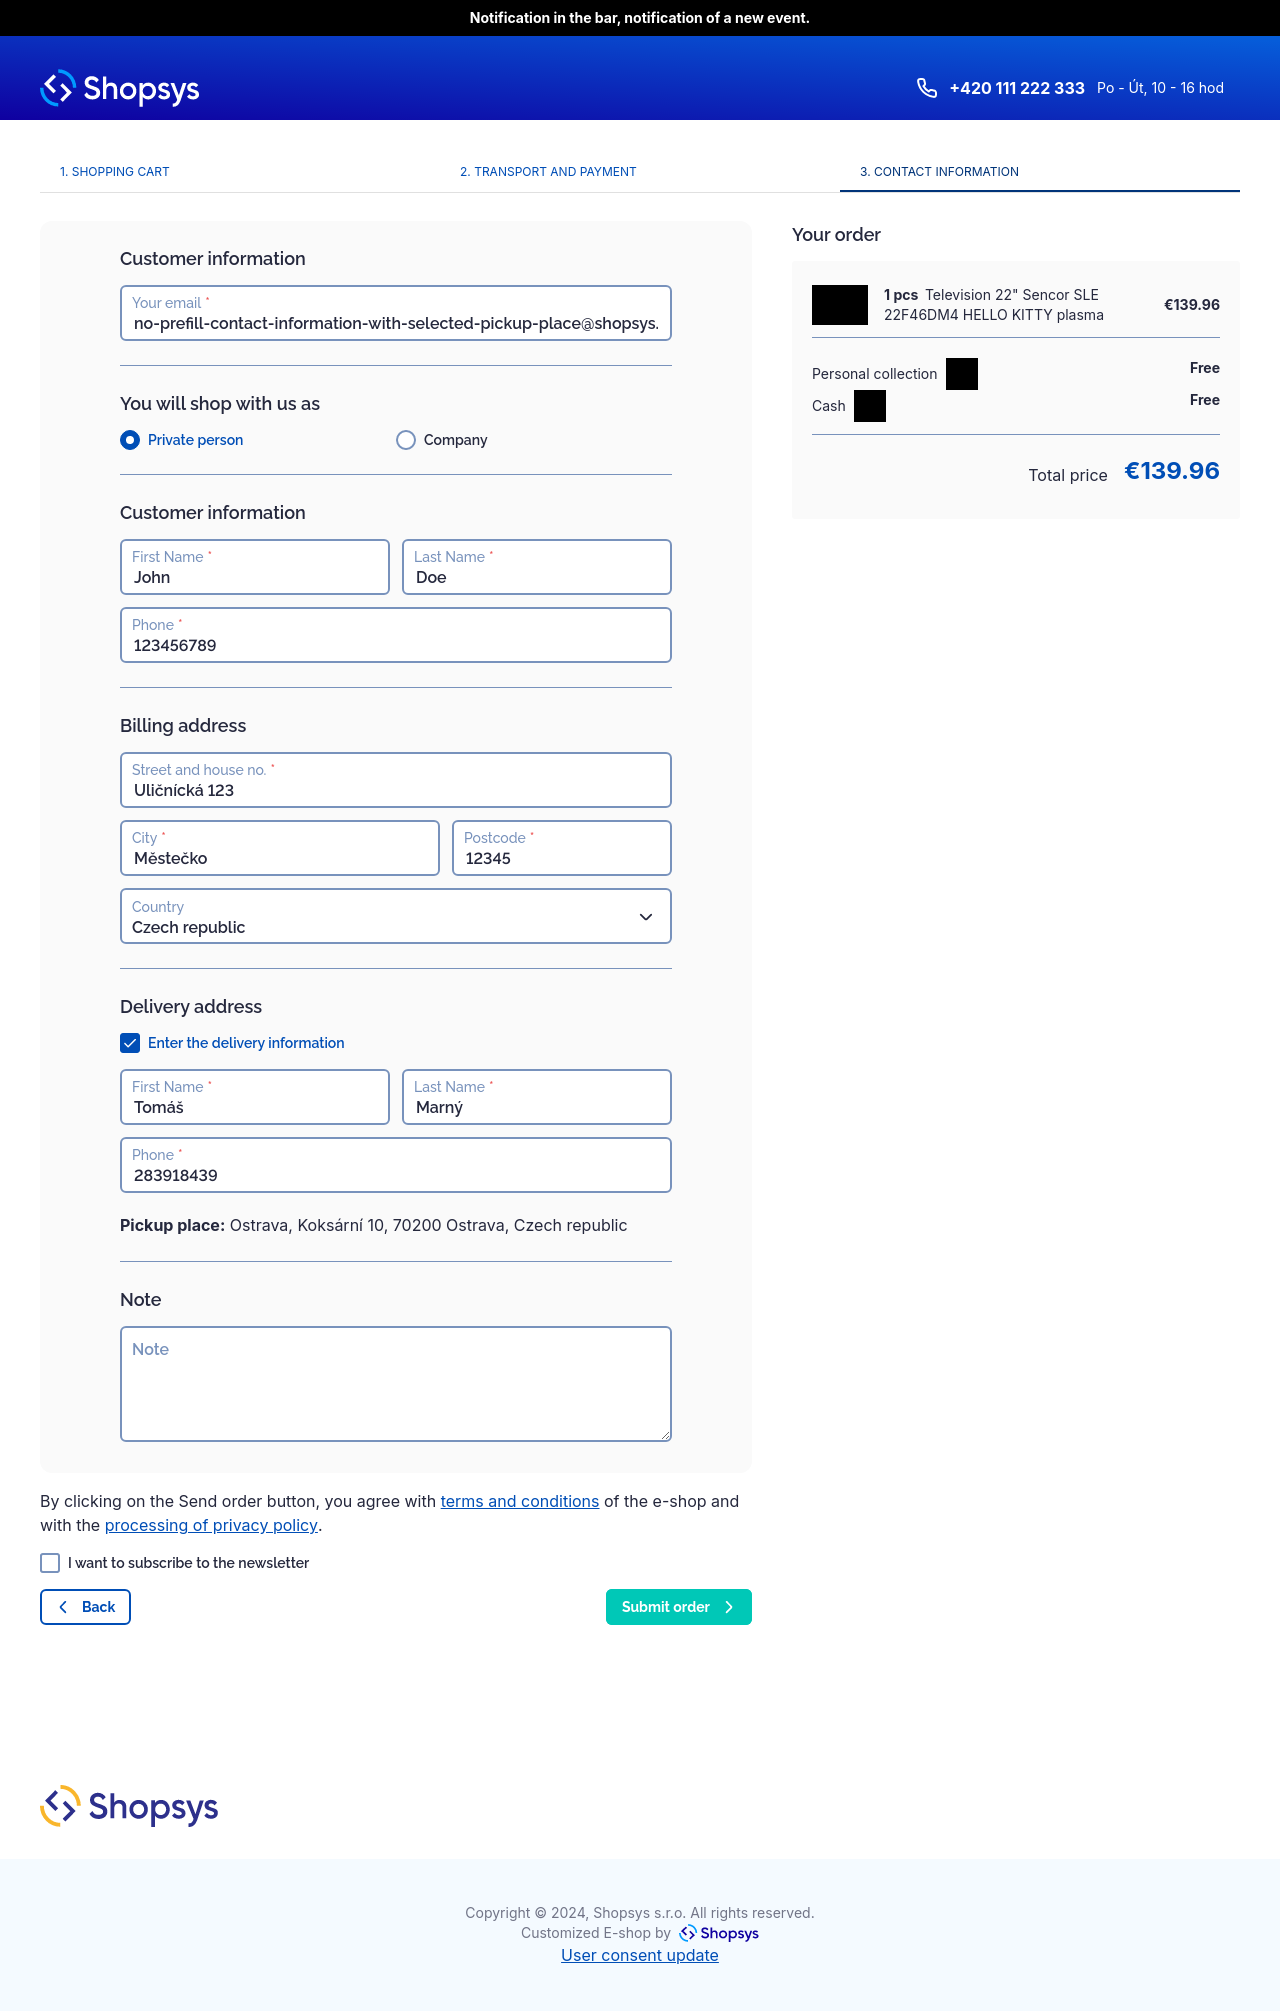 Notification in the bar, notification of a new event.
Shopsys
+420 111 222 333 Po - Út, 10 - 16 hod
1. SHOPPING CART
2. TRANSPORT AND PAYMENT
3. CONTACT INFORMATION
Customer information
Your email *
no-prefill-contact-information-with-selected-pickup-place@shopsys.
You will shop with us as
Private person
Company
Customer information
First Name *
John
Last Name *
Doe
Phone *
123456789
Billing address
Street and house no. *
Uličnícká 123
City *
Městečko
Postcode *
12345
Country
Czech republic
Delivery address
Enter the delivery information
First Name *
Tomáš
Last Name *
Marný
Phone *
283918439
Pickup place: Ostrava, Koksární 10, 70200 Ostrava, Czech republic
Note
Note
By clicking on the Send order button, you agree with terms and conditions of the e-shop and
with the processing of privacy policy.
I want to subscribe to the newsletter
Back
Submit order
Your order
1 pcs Television 22" Sencor SLE
22F46DM4 HELLO KITTY plasma
€139.96
Personal collection
Free
Cash
Free
Total price €139.96
Shopsys
Copyright © 2024, Shopsys s.r.o. All rights reserved.
Customized E-shop by Shopsys
User consent update